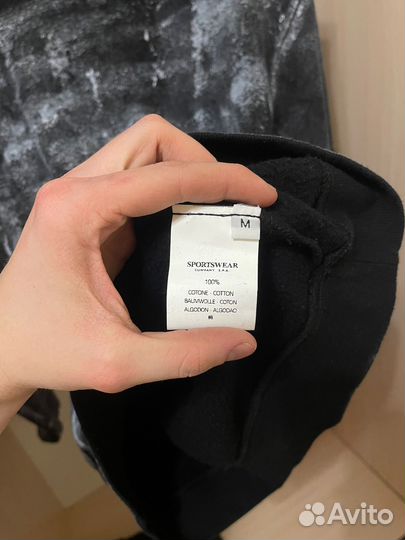 M
SPORTSWEAR
COMPANY S.P.A.
100%
COTONE - COTTON
BAUMWOLLE - COTON
ALGODON - ALGODAO
Avito